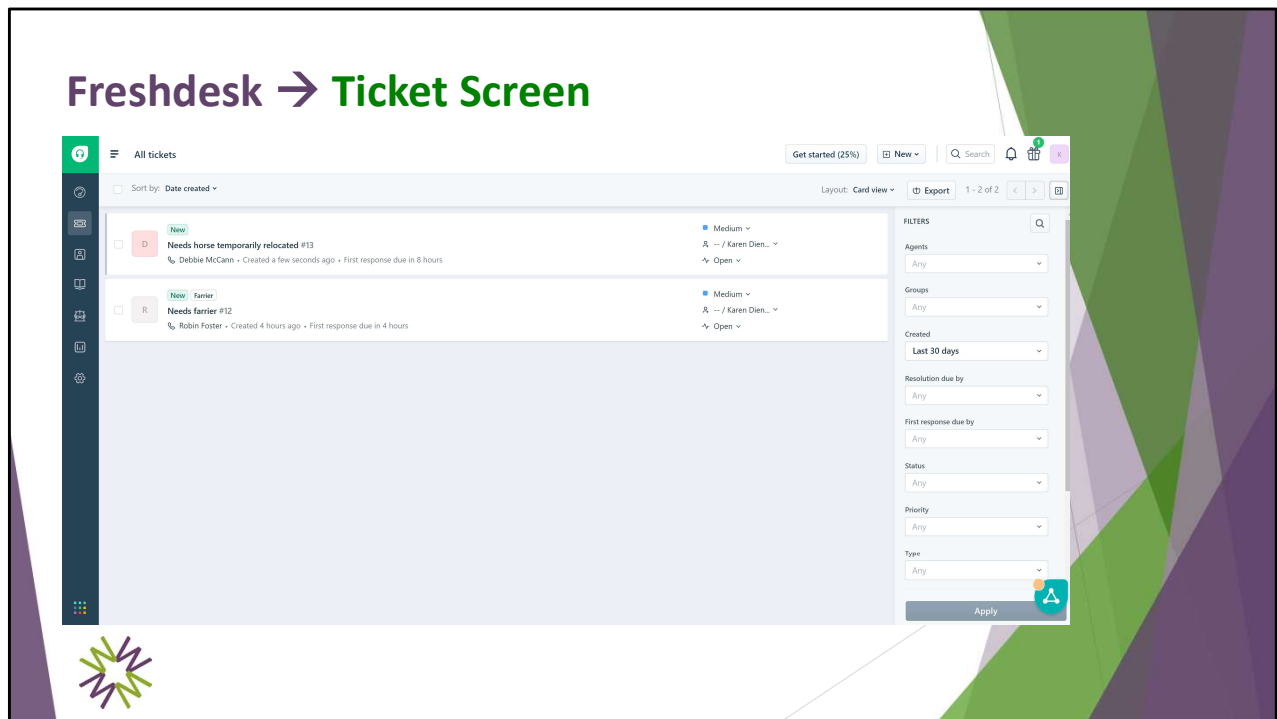 Freshdesk → Ticket Screen
All tickets
Get started (25%)
New
Search
1
K
Sort by: Date created
Layout: Card view
Export
1 - 2 of 2
New
D
Needs horse temporarily relocated #13
Debbie McCann • Created a few seconds ago • First response due in 8 hours
Medium
-- / Karen Dien...
Open
New Farrier
R
Needs farrier #12
Robin Foster • Created 4 hours ago • First response due in 4 hours
Medium
-- / Karen Dien...
Open
FILTERS
Agents
Any
Groups
Any
Created
Last 30 days
Resolution due by
Any
First response due by
Any
Status
Any
Priority
Any
Type
Any
Apply